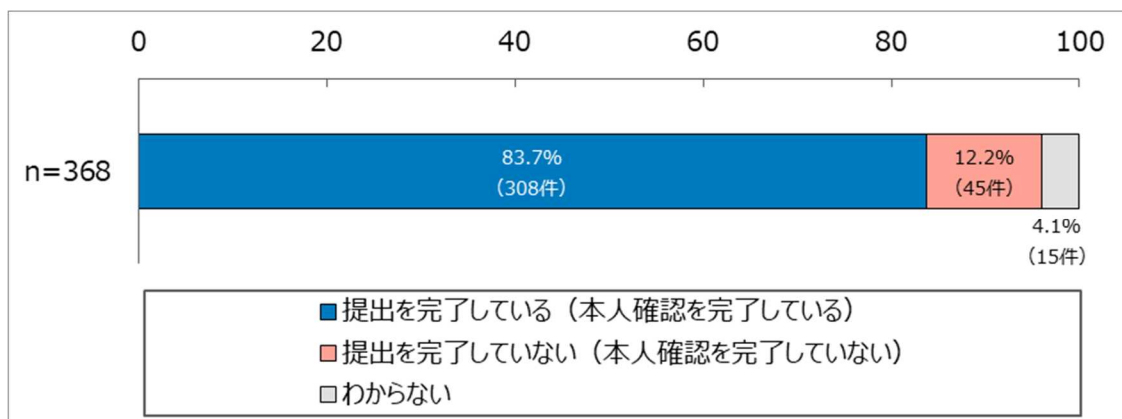 0 20 40 60 80 100
n=368
83.7%
（308件）
12.2%
（45件）
4.1%
（15件）
提出を完了している（本人確認を完了している）
提出を完了していない（本人確認を完了していない）
わからない